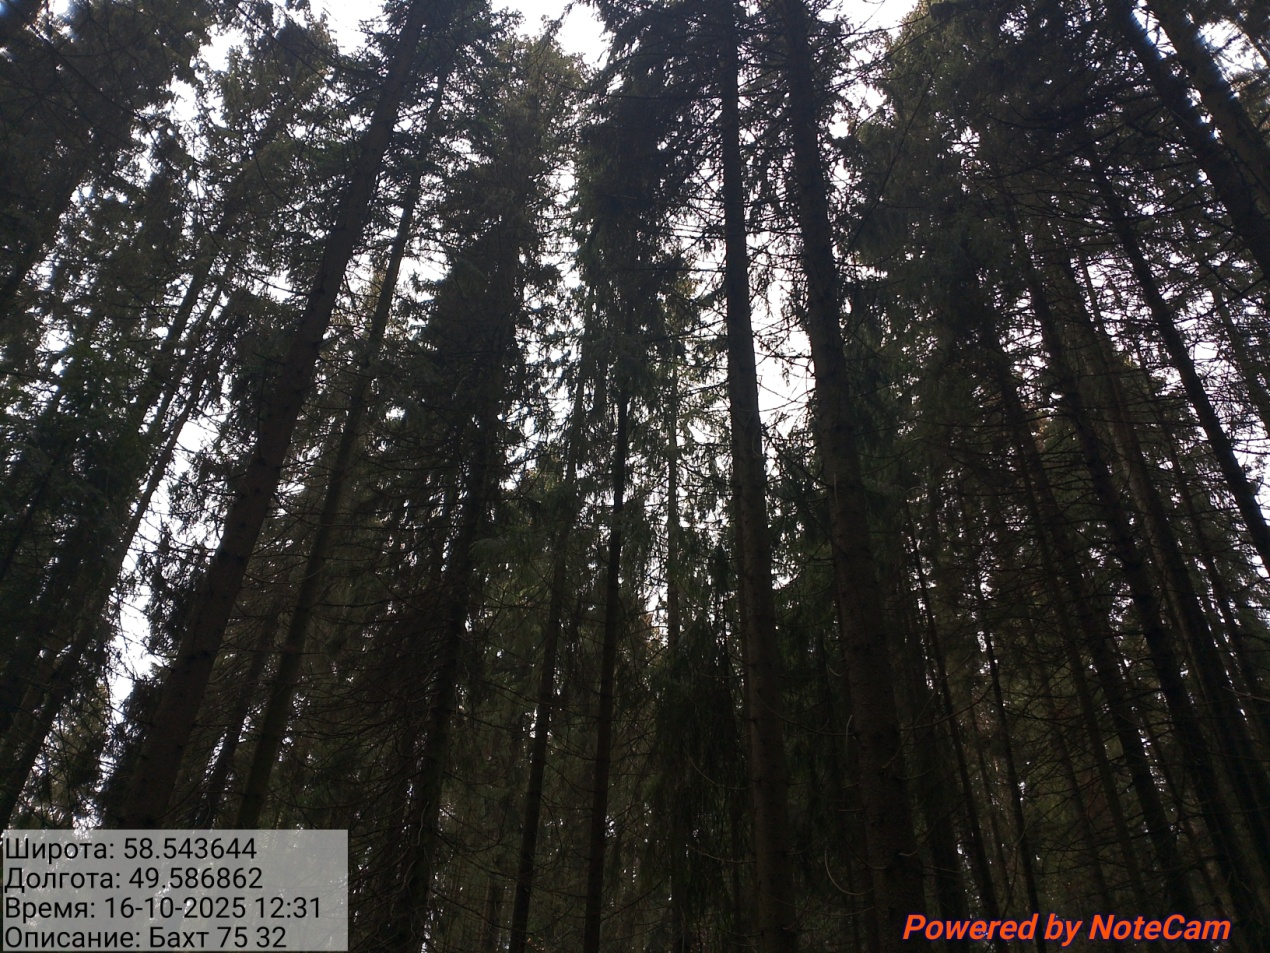 Широта: 58.543644
Долгота: 49.586862
Время: 16-10-2025 12:31
Описание: Бахт 75 32
Powered by NoteCam